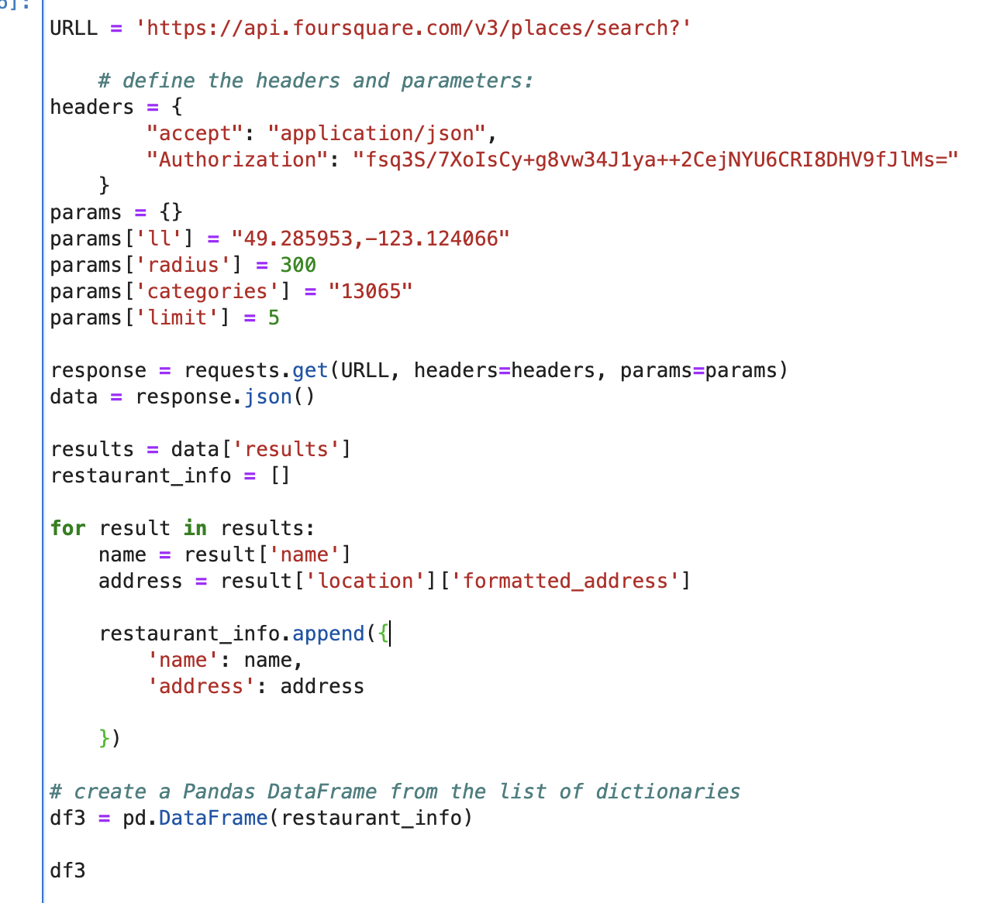 URLL = 'https://api.foursquare.com/v3/places/search?'
# define the headers and parameters:
headers = {
"accept": "application/json",
"Authorization": "fsq3S/7XoIsCy+g8vw34J1ya++2CejNYU6CRI8DHV9fJlMs="
}
params = {}
params['ll'] = "49.285953,-123.124066"
params['radius'] = 300
params['categories'] = "13065"
params['limit'] = 5
response = requests.get(URLL, headers=headers, params=params)
data = response.json()
results = data['results']
restaurant_info = []
for result in results:
name = result['name']
address = result['location']['formatted_address']
restaurant_info.append({
'name': name,
'address': address
})
# create a Pandas DataFrame from the list of dictionaries
df3 = pd.DataFrame(restaurant_info)
df3